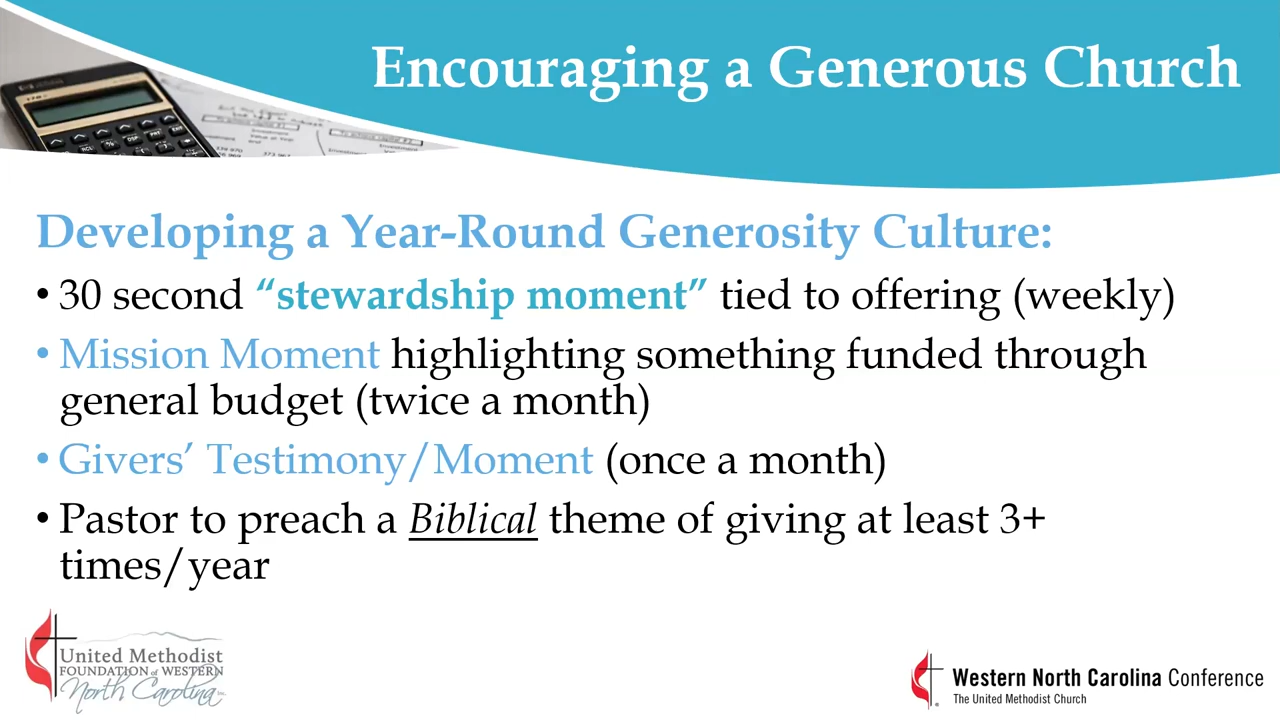 Encouraging a Generous Church
Developing a Year-Round Generosity Culture:
• 30 second “stewardship moment” tied to offering (weekly)
• Mission Moment highlighting something funded through
general budget (twice a month)
• Givers’ Testimony/Moment (once a month)
• Pastor to preach a Biblical theme of giving at least 3+
times/year
United Methodist
FOUNDATION of WESTERN
North Carolina Inc.
Western North Carolina Conference
The United Methodist Church